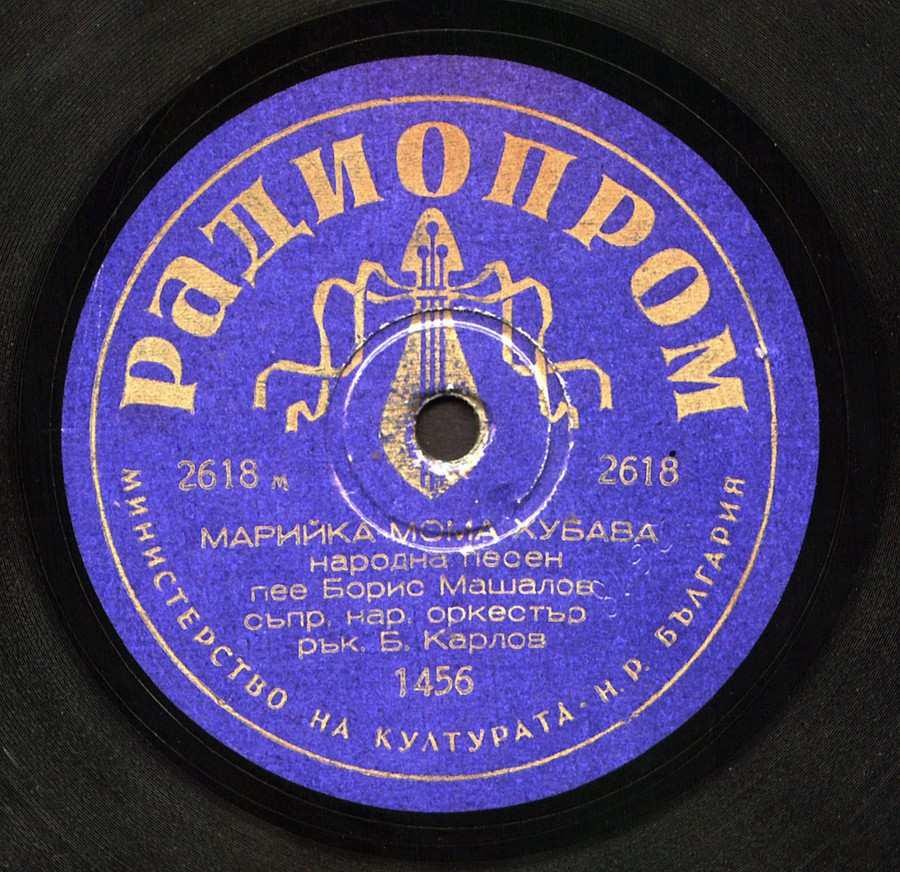 РаДИОПРОМ
2618 м 2618
МАРИЙКА МОМА ХУБАВА
народна песен
пее Борис Машалов
съпр. нар. оркестър
рък. Б. Карлов
1456
МИНИСТЕРСТВО НА КУЛТУРАТА - Н. Р. БЪЛГАРИЯ